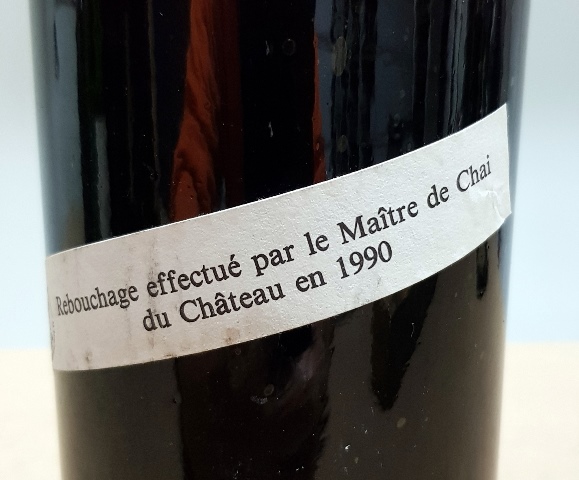 Rebouchage effectué par le Maître de Chai
du Château en 1990